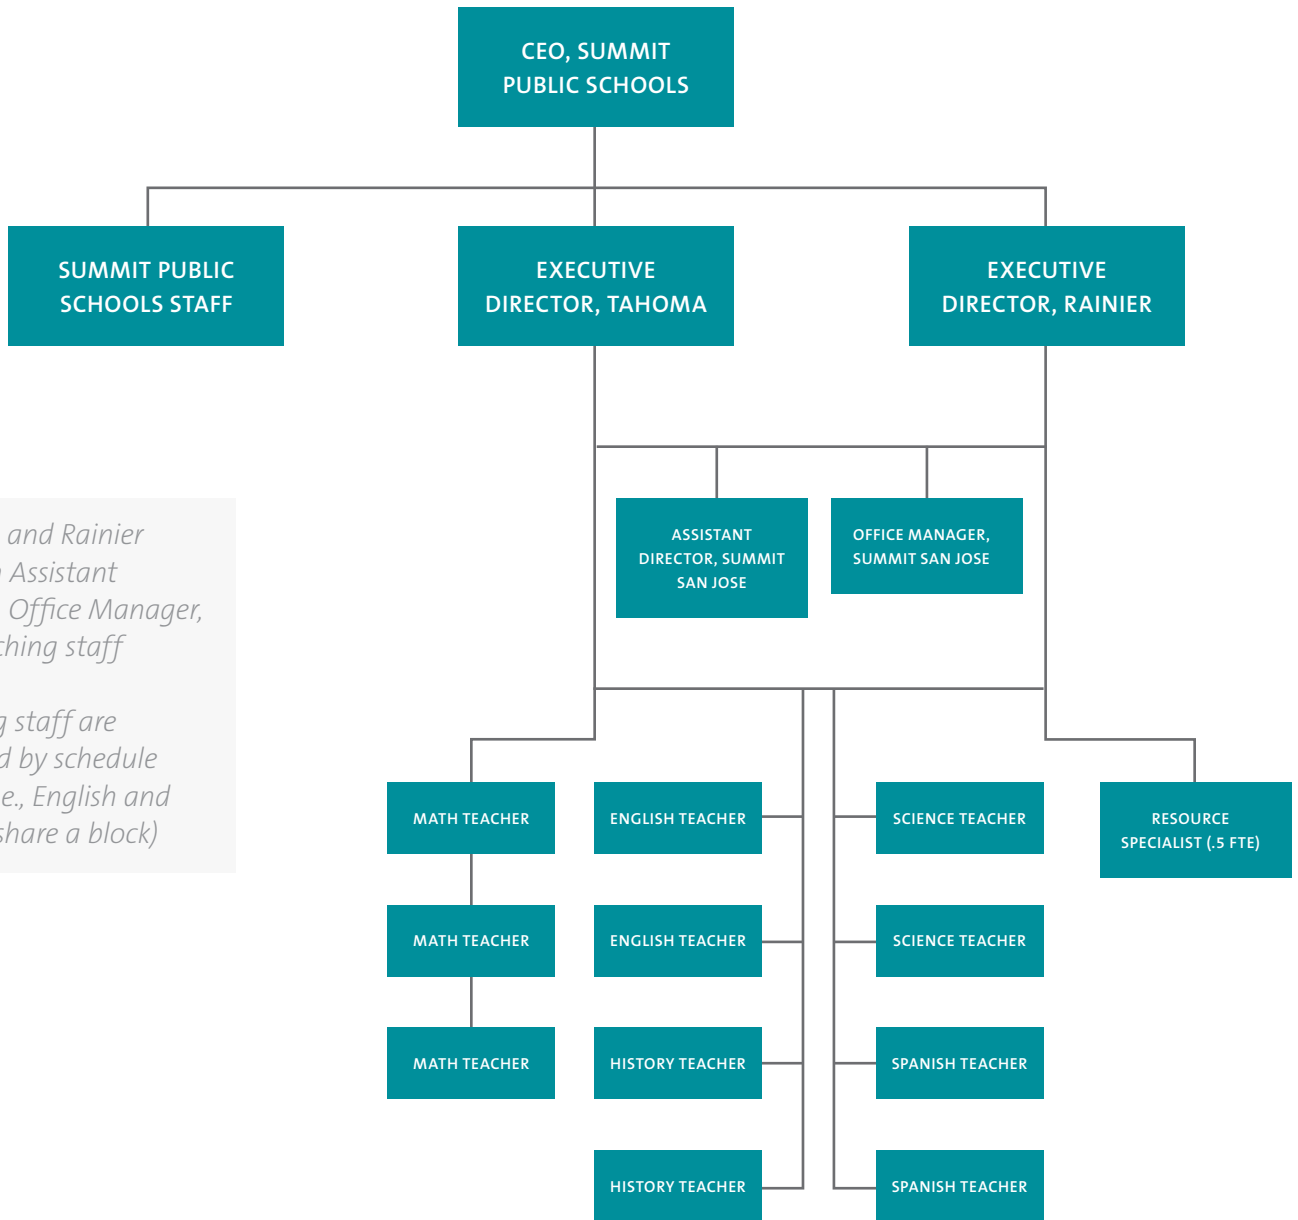 CEO, SUMMIT
PUBLIC SCHOOLS
SUMMIT PUBLIC
SCHOOLS STAFF
EXECUTIVE
DIRECTOR, TAHOMA
EXECUTIVE
DIRECTOR, RAINIER
and Rainier
Assistant
Office Manager,
ching staff
g staff are
d by schedule
e., English and
share a block)
ASSISTANT
DIRECTOR, SUMMIT
SAN JOSE
OFFICE MANAGER,
SUMMIT SAN JOSE
MATH TEACHER
ENGLISH TEACHER
SCIENCE TEACHER
RESOURCE
SPECIALIST (.5 FTE)
MATH TEACHER
ENGLISH TEACHER
SCIENCE TEACHER
MATH TEACHER
HISTORY TEACHER
SPANISH TEACHER
HISTORY TEACHER
SPANISH TEACHER